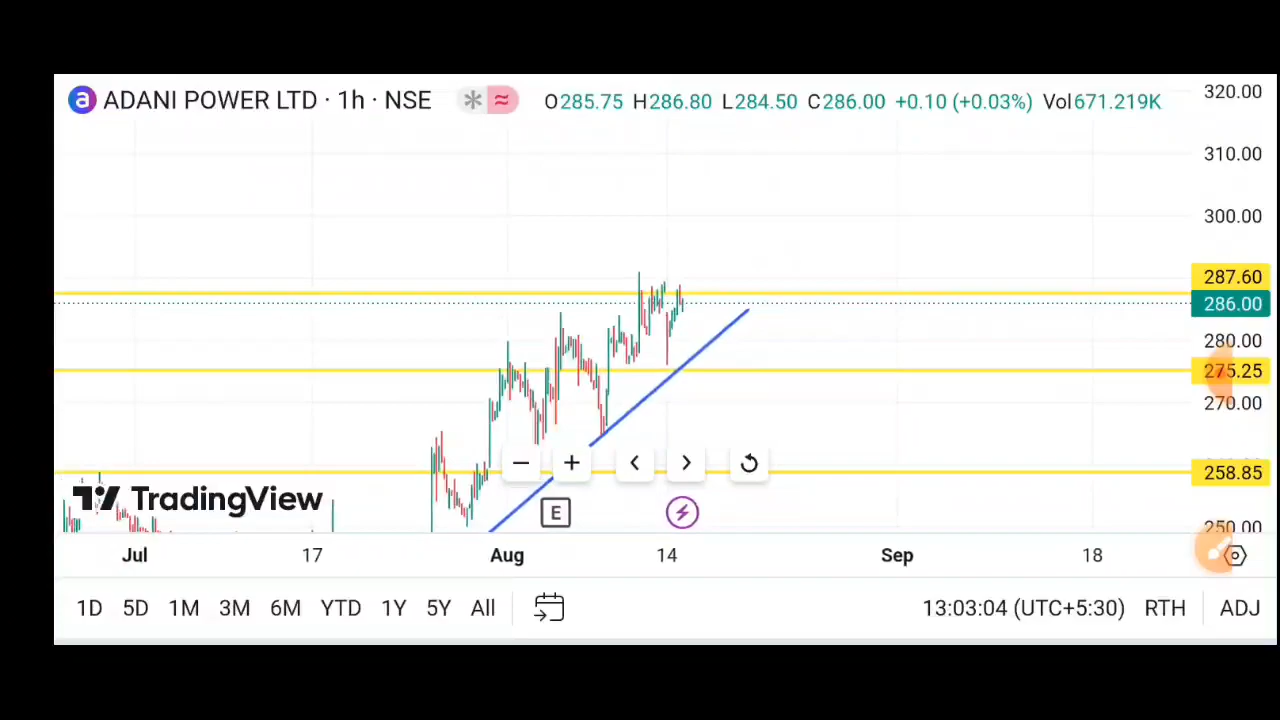 a ADANI POWER LTD · 1h · NSE ≈ O285.75 H286.80 L284.50 C286.00 +0.10 (+0.03%) Vol671.219K
320.00
310.00
300.00
287.60
286.00
280.00
275.25
270.00
258.85
250.00
TradingView
E
Jul 17 Aug 14 Sep 18
1D 5D 1M 3M 6M YTD 1Y 5Y All 13:03:04 (UTC+5:30) RTH ADJ